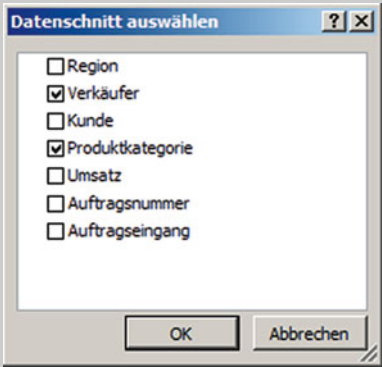 Datenschnitt auswählen
Region
Verkäufer
Kunde
Produktkategorie
Umsatz
Auftragsnummer
Auftragseingang
OK Abbrechen